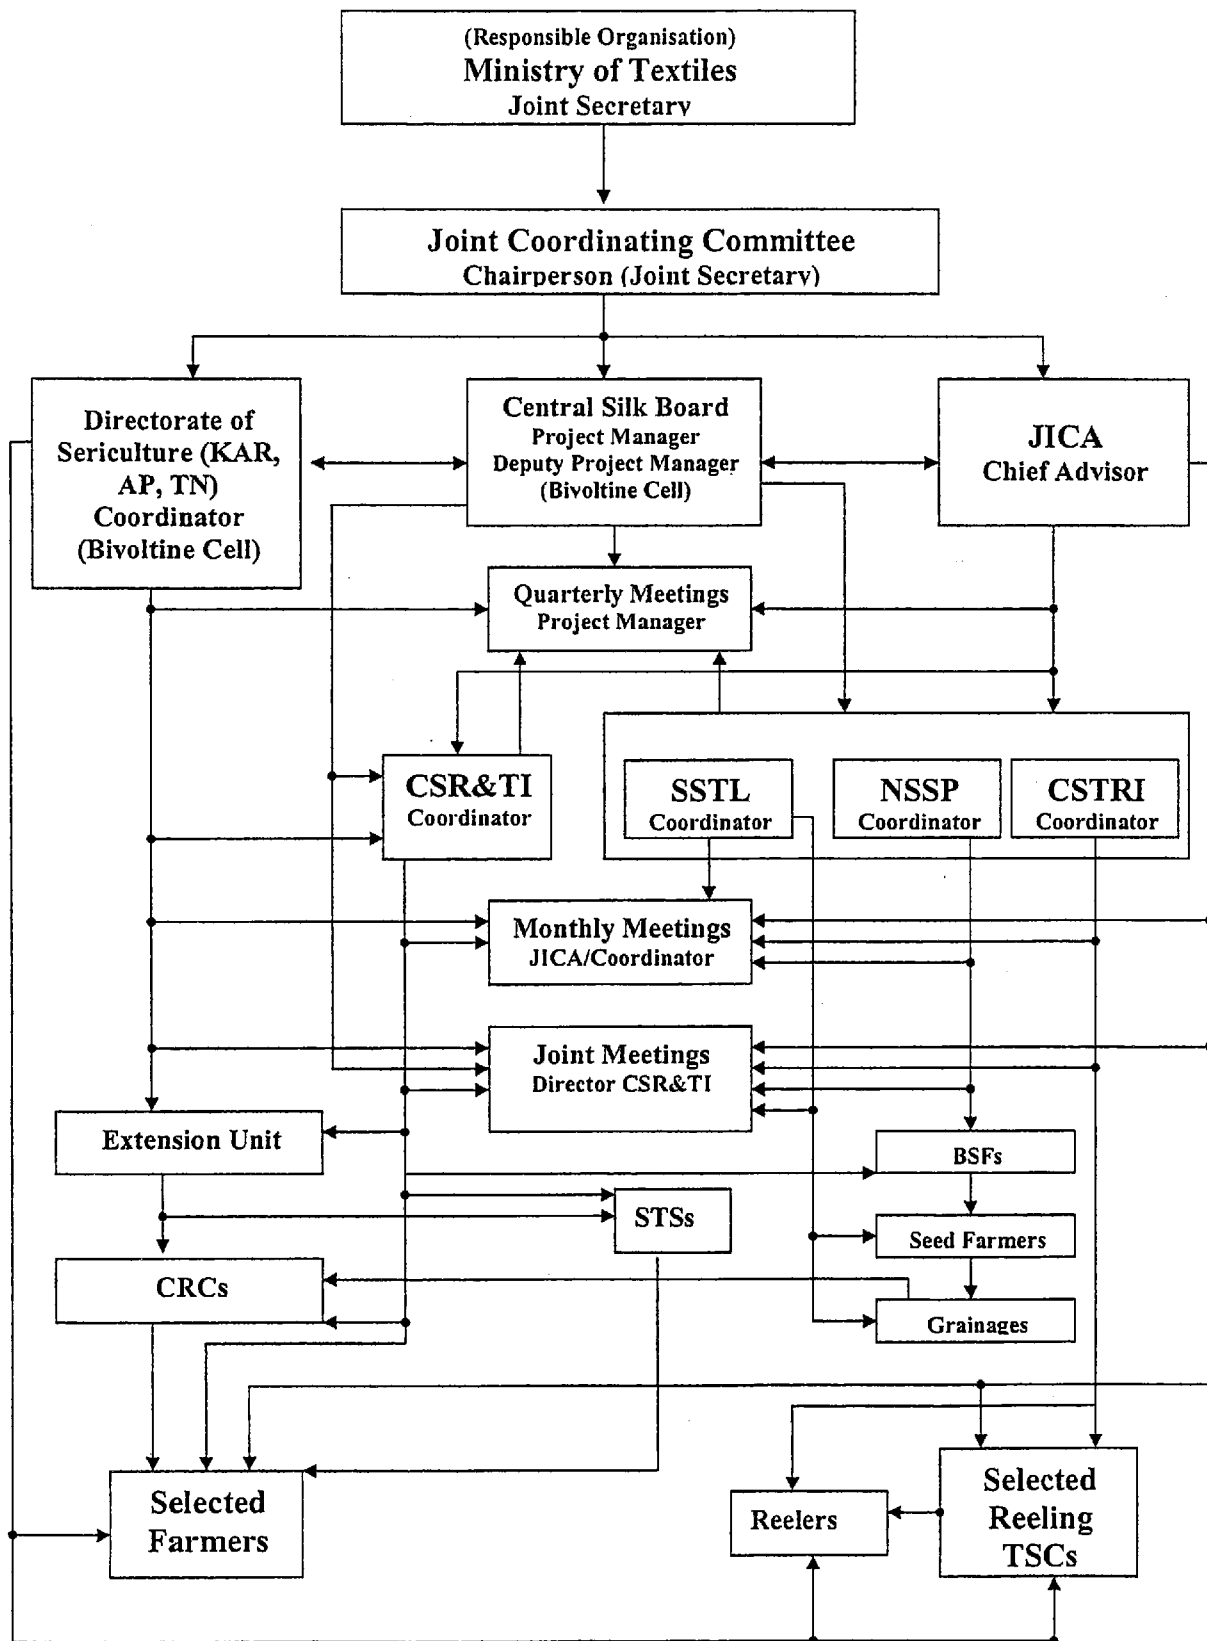 (Responsible Organisation)
Ministry of Textiles
Joint Secretary
Joint Coordinating Committee
Chairperson (Joint Secretary)
Directorate of
Sericulture (KAR,
AP, TN)
Coordinator
(Bivoltine Cell)
Central Silk Board
Project Manager
Deputy Project Manager
(Bivoltine Cell)
JICA
Chief Advisor
Quarterly Meetings
Project Manager
CSR&TI
Coordinator
SSTL
Coordinator
NSSP
Coordinator
CSTRI
Coordinator
Monthly Meetings
JICA/Coordinator
Joint Meetings
Director CSR&TI
Extension Unit
BSFs
STSs
Seed Farmers
CRCs
Grainages
Selected
Farmers
Reelers
Selected
Reeling
TSCs